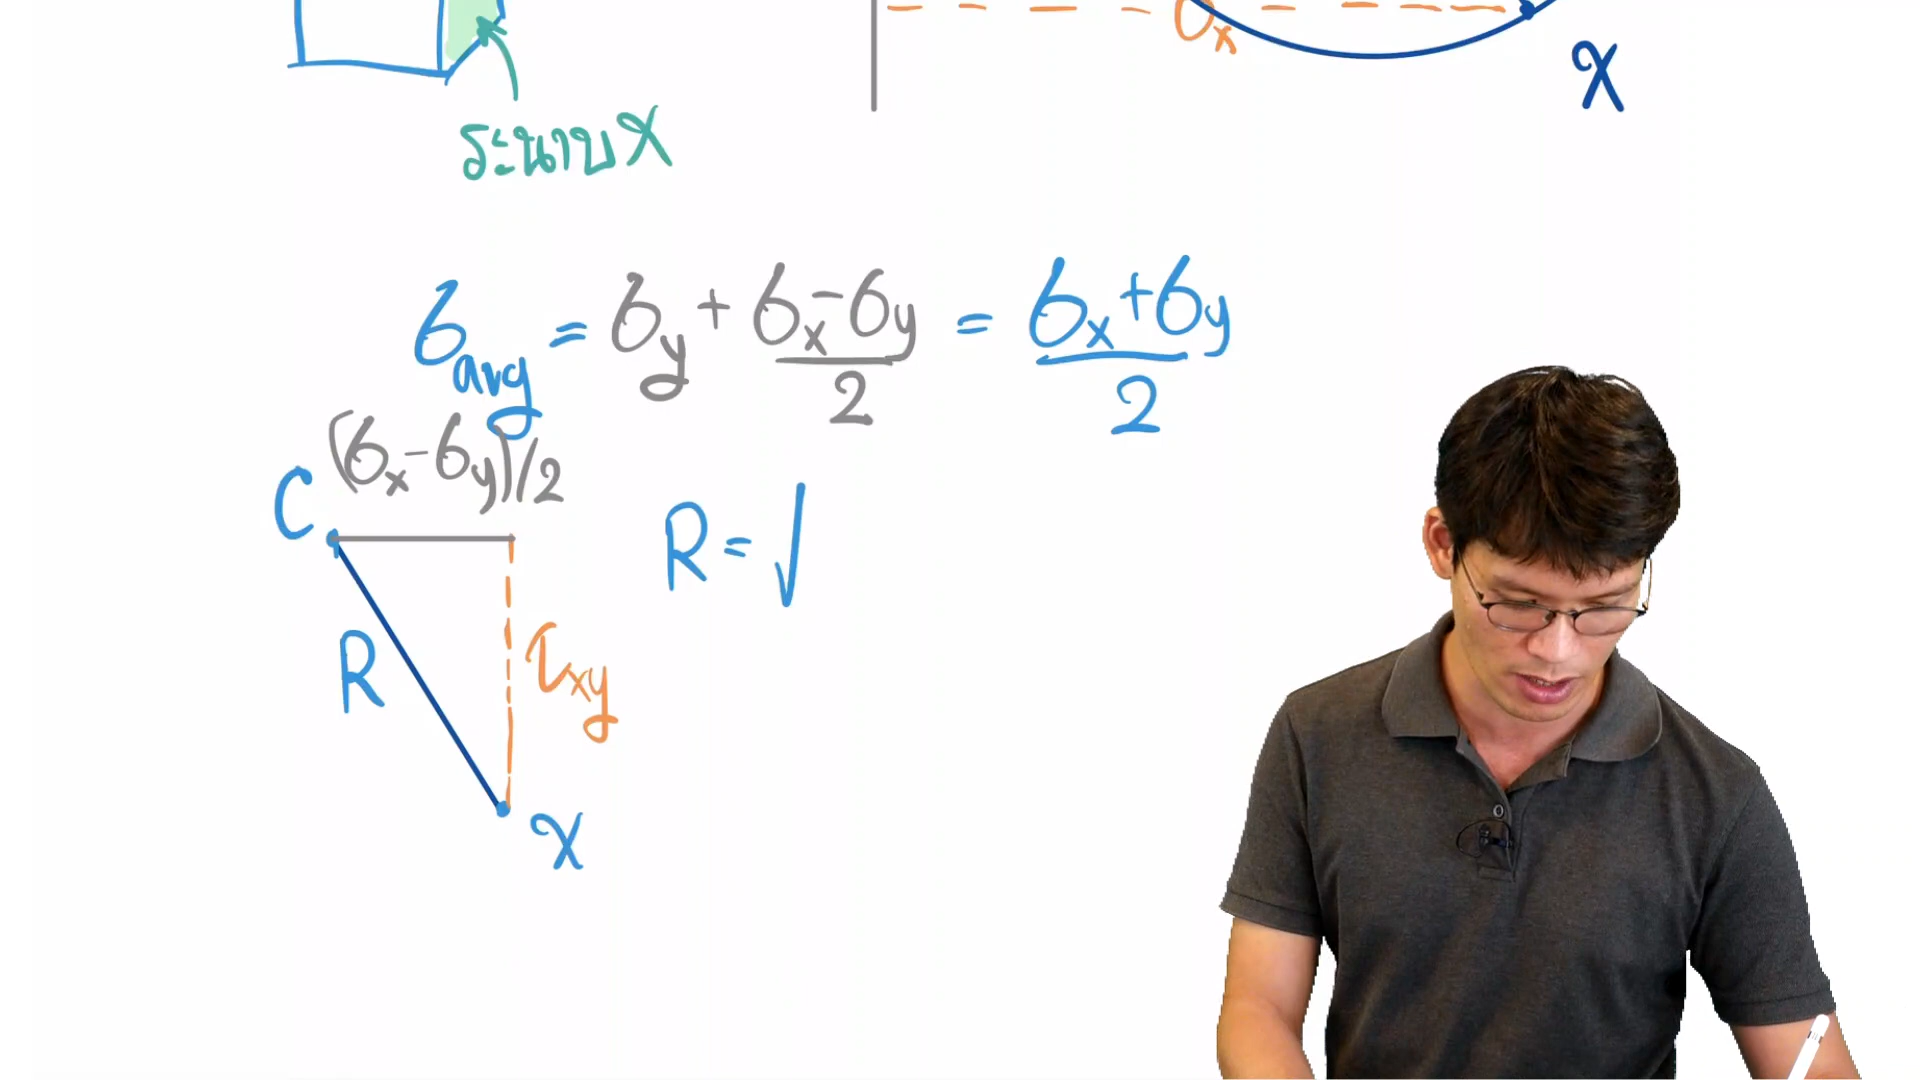 σx
X
ระนาบ X
σavg = σy + (σx-σy)/2 = (σx+σy)/2
C
(σx-σy)/2
R = √
R
τxy
X